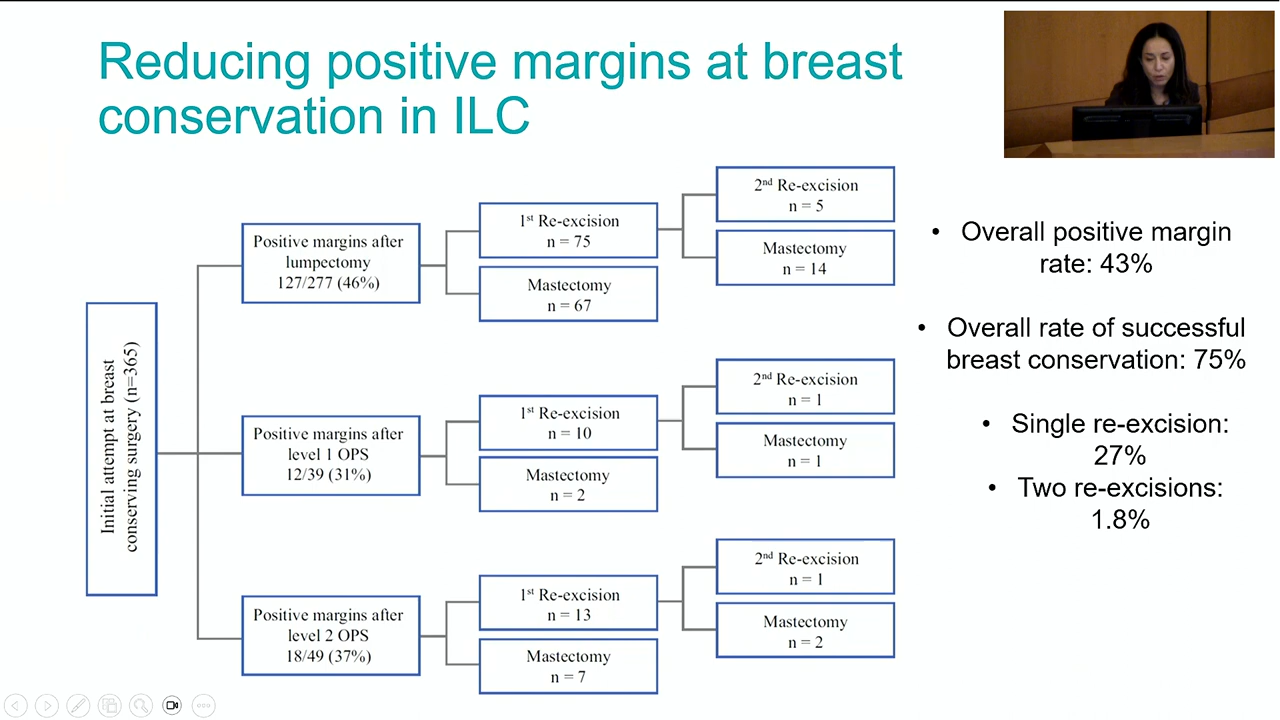 Reducing positive margins at breast
conservation in ILC
Initial attempt at breast
conserving surgery (n=365)
Positive margins after
lumpectomy
127/277 (46%)
1st Re-excision
n = 75
Mastectomy
n = 67
2nd Re-excision
n = 5
Mastectomy
n = 14
Positive margins after
level 1 OPS
12/39 (31%)
1st Re-excision
n = 10
Mastectomy
n = 2
2nd Re-excision
n = 1
Mastectomy
n = 1
Positive margins after
level 2 OPS
18/49 (37%)
1st Re-excision
n = 13
Mastectomy
n = 7
2nd Re-excision
n = 1
Mastectomy
n = 2
• Overall positive margin
rate: 43%
• Overall rate of successful
breast conservation: 75%
• Single re-excision:
27%
• Two re-excisions:
1.8%